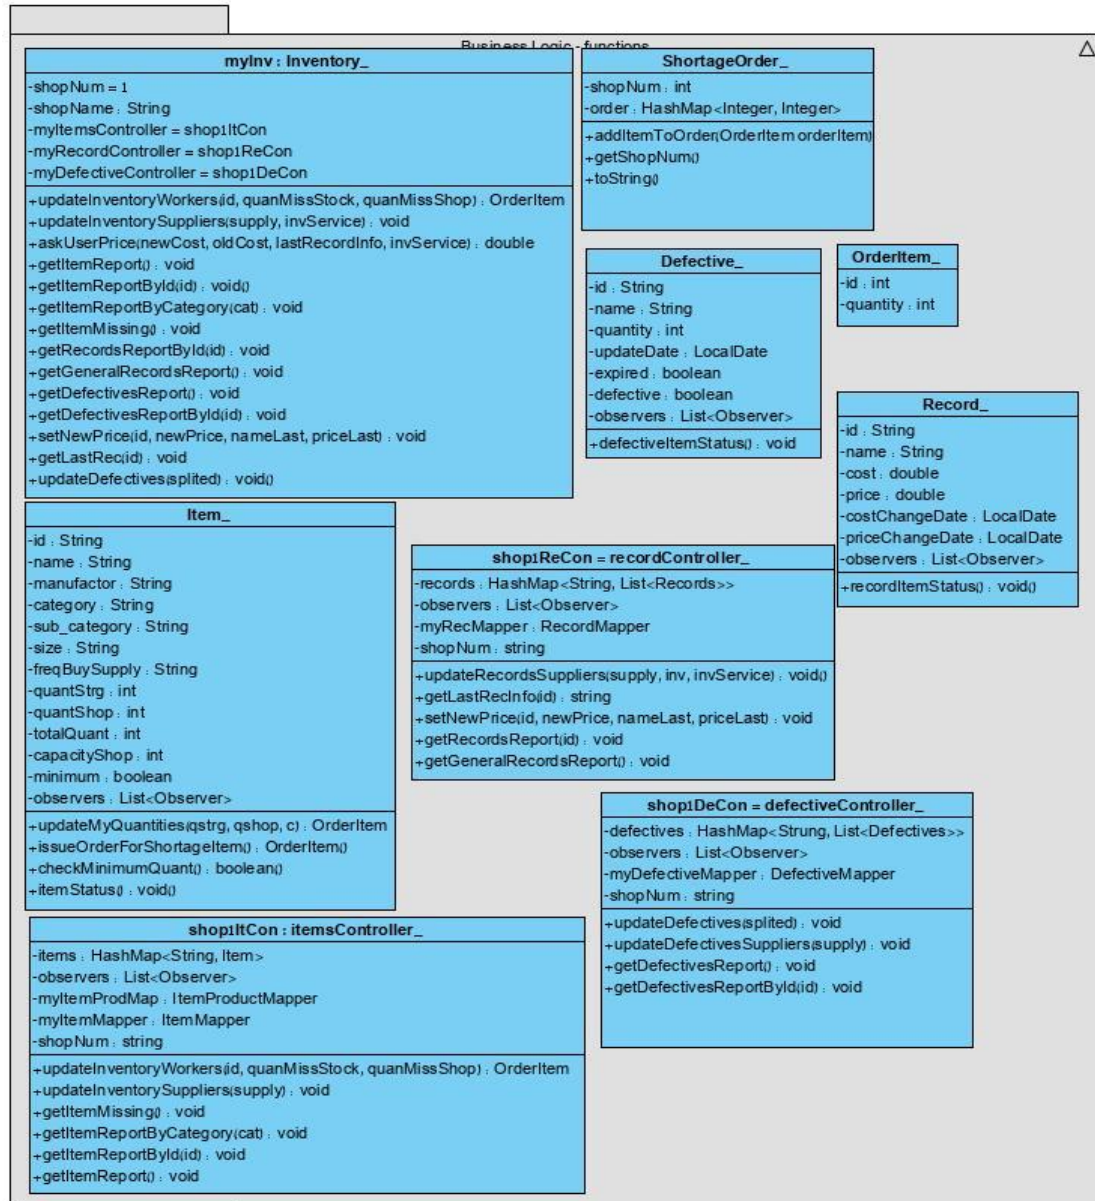 Business Logic - functions
myInv : Inventory_
-shopNum = 1
-shopName : String
-myItemsController = shop1ItCon
-myRecordController = shop1ReCon
-myDefectiveController = shop1DeCon
+updateInventoryWorkers(id, quanMissStock, quanMissShop) : OrderItem
+updateInventorySuppliers(supply, invService) : void
+askUserPrice(newCost, oldCost, lastRecordInfo, invService) : double
+getItemReport() : void
+getItemReportById(id) : void()
+getItemReportByCategory(cat) : void
+getItemMissing() : void
+getRecordsReportById(id) : void
+getGeneralRecordsReport() : void
+getDefectivesReport() : void
+getDefectivesReportById(id) : void
+setNewPrice(id, newPrice, nameLast, priceLast) : void
+getLastRec(id) : void
+updateDefectives(splited) : void()
ShortageOrder_
-shopNum : int
-order : HashMap<Integer, Integer>
+addItemToOrder(OrderItem orderItem)
+getShopNum()
+toString()
Defective_
-id : String
-name : String
-quantity : int
-updateDate : LocalDate
-expired : boolean
-defective : boolean
-observers : List<Observer>
+defectiveItemStatus() : void
OrderItem_
-id : int
-quantity : int
Record_
-id : String
-name : String
-cost : double
-price : double
-costChangeDate : LocalDate
-priceChangeDate : LocalDate
-observers : List<Observer>
+recordItemStatus() : void()
Item_
-id : String
-name : String
-manufactor : String
-category : String
-sub_category : String
-size : String
-freqBuySupply : String
-quantStrg : int
-quantShop : int
-totalQuant : int
-capacityShop : int
-minimum : boolean
-observers : List<Observer>
+updateMyQuantities(qstrg, qshop, c) : OrderItem
+issueOrderForShortageItem() : OrderItem()
+checkMinimumQuant() : boolean()
+itemStatus() : void()
shop1ReCon = recordController_
-records : HashMap<String, List<Records>>
-observers : List<Observer>
-myRecMapper : RecordMapper
-shopNum : string
+updateRecordsSuppliers(supply, inv, invService) : void()
+getLastRecInfo(id) : string
+setNewPrice(id, newPrice, nameLast, priceLast) : void
+getRecordsReport(id) : void
+getGeneralRecordsReport() : void
shop1DeCon = defectiveController_
-defectives : HashMap<Strung, List<Defectives>>
-observers : List<Observer>
-myDefectiveMapper : DefectiveMapper
-shopNum : string
+updateDefectives(splited) : void
+updateDefectivesSuppliers(supply) : void
+getDefectivesReport() : void
+getDefectivesReportById(id) : void
shop1ItCon : itemsController_
-items : HashMap<String, Item>
-observers : List<Observer>
-myItemProdMap : ItemProductMapper
-myItemMapper : ItemMapper
-shopNum : string
+updateInventoryWorkers(id, quanMissStock, quanMissShop) : OrderItem
+updateInventorySuppliers(supply) : void
+getItemMissing() : void
+getItemReportByCategory(cat) : void
+getItemReportById(id) : void
+getItemReport() : void